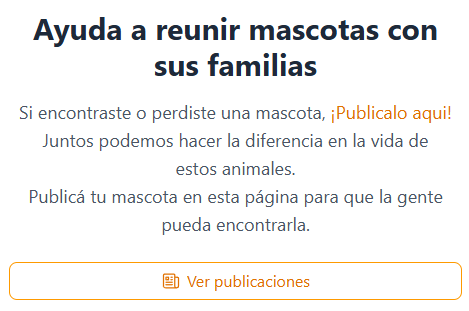 Ayuda a reunir mascotas con
sus familias
Si encontraste o perdiste una mascota, ¡Publicalo aqui!
Juntos podemos hacer la diferencia en la vida de
estos animales.
Publicá tu mascota en esta página para que la gente
pueda encontrarla.
Ver publicaciones